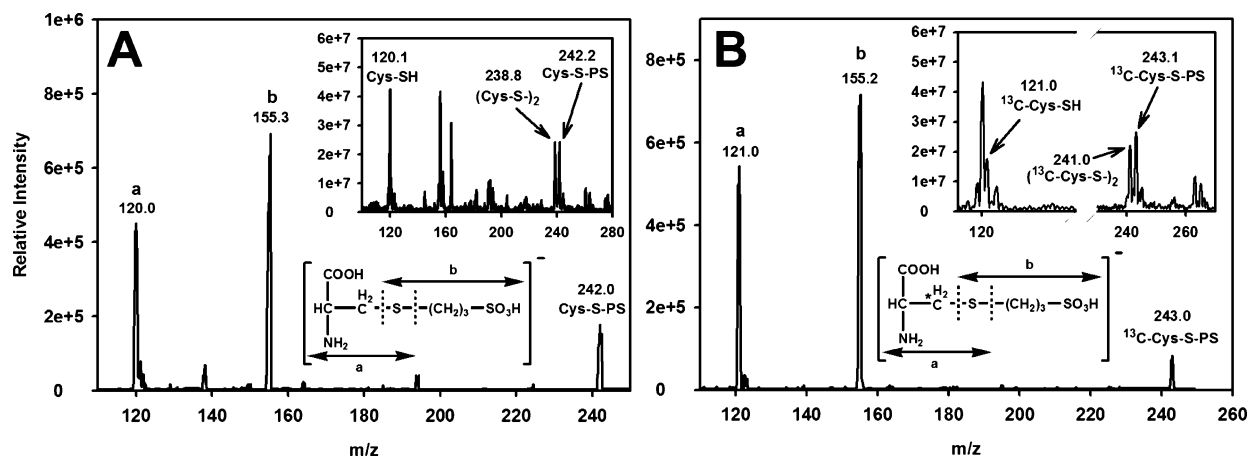 A
Relative Intensity
1e+6
8e+5
6e+5
4e+5
2e+5
0
a
120.0
b
155.3
242.0
Cys-S-PS
6e+7
5e+7
4e+7
3e+7
2e+7
1e+7
0
120.1
Cys-SH
238.8
(Cys-S-)2
242.2
Cys-S-PS
120 160 200 240 280
COOH
HC
H2
C
S
(CH2)3
SO3H
NH2
b
a
−
120 140 160 180 200 220 240
m/z
B
8e+5
6e+5
4e+5
2e+5
0
a
121.0
b
155.2
243.0
13C-Cys-S-PS
6e+7
5e+7
4e+7
3e+7
2e+7
1e+7
0
121.0
13C-Cys-SH
241.0
(13C-Cys-S-)2
243.1
13C-Cys-S-PS
120 240 260
COOH
HC
*
H2
C
S
(CH2)3
SO3H
NH2
b
a
−
120 140 160 180 200 220 240 260
m/z